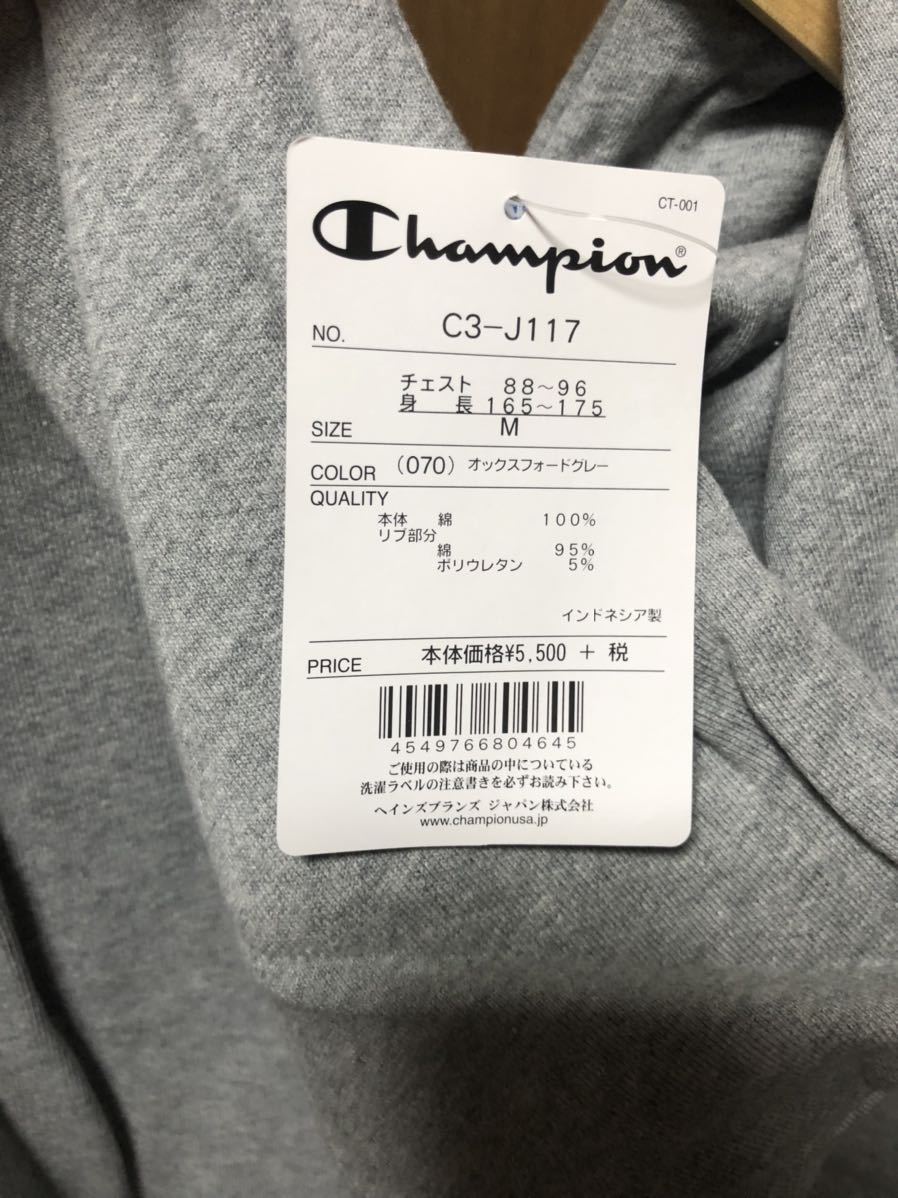 CT-001
Champion®
NO. C3-J117
チェスト 88～96
身長 165～175
SIZE M
COLOR (070) オックスフォードグレー
QUALITY
本体 綿 100%
リブ部分
綿 95%
ポリウレタン 5%
インドネシア製
PRICE 本体価格¥5,500 + 税
4549766804645
ご使用の際は商品の中についている
洗濯ラベルの注意書きを必ずお読み下さい。
ヘインズブランズ ジャパン株式会社
www.championusa.jp